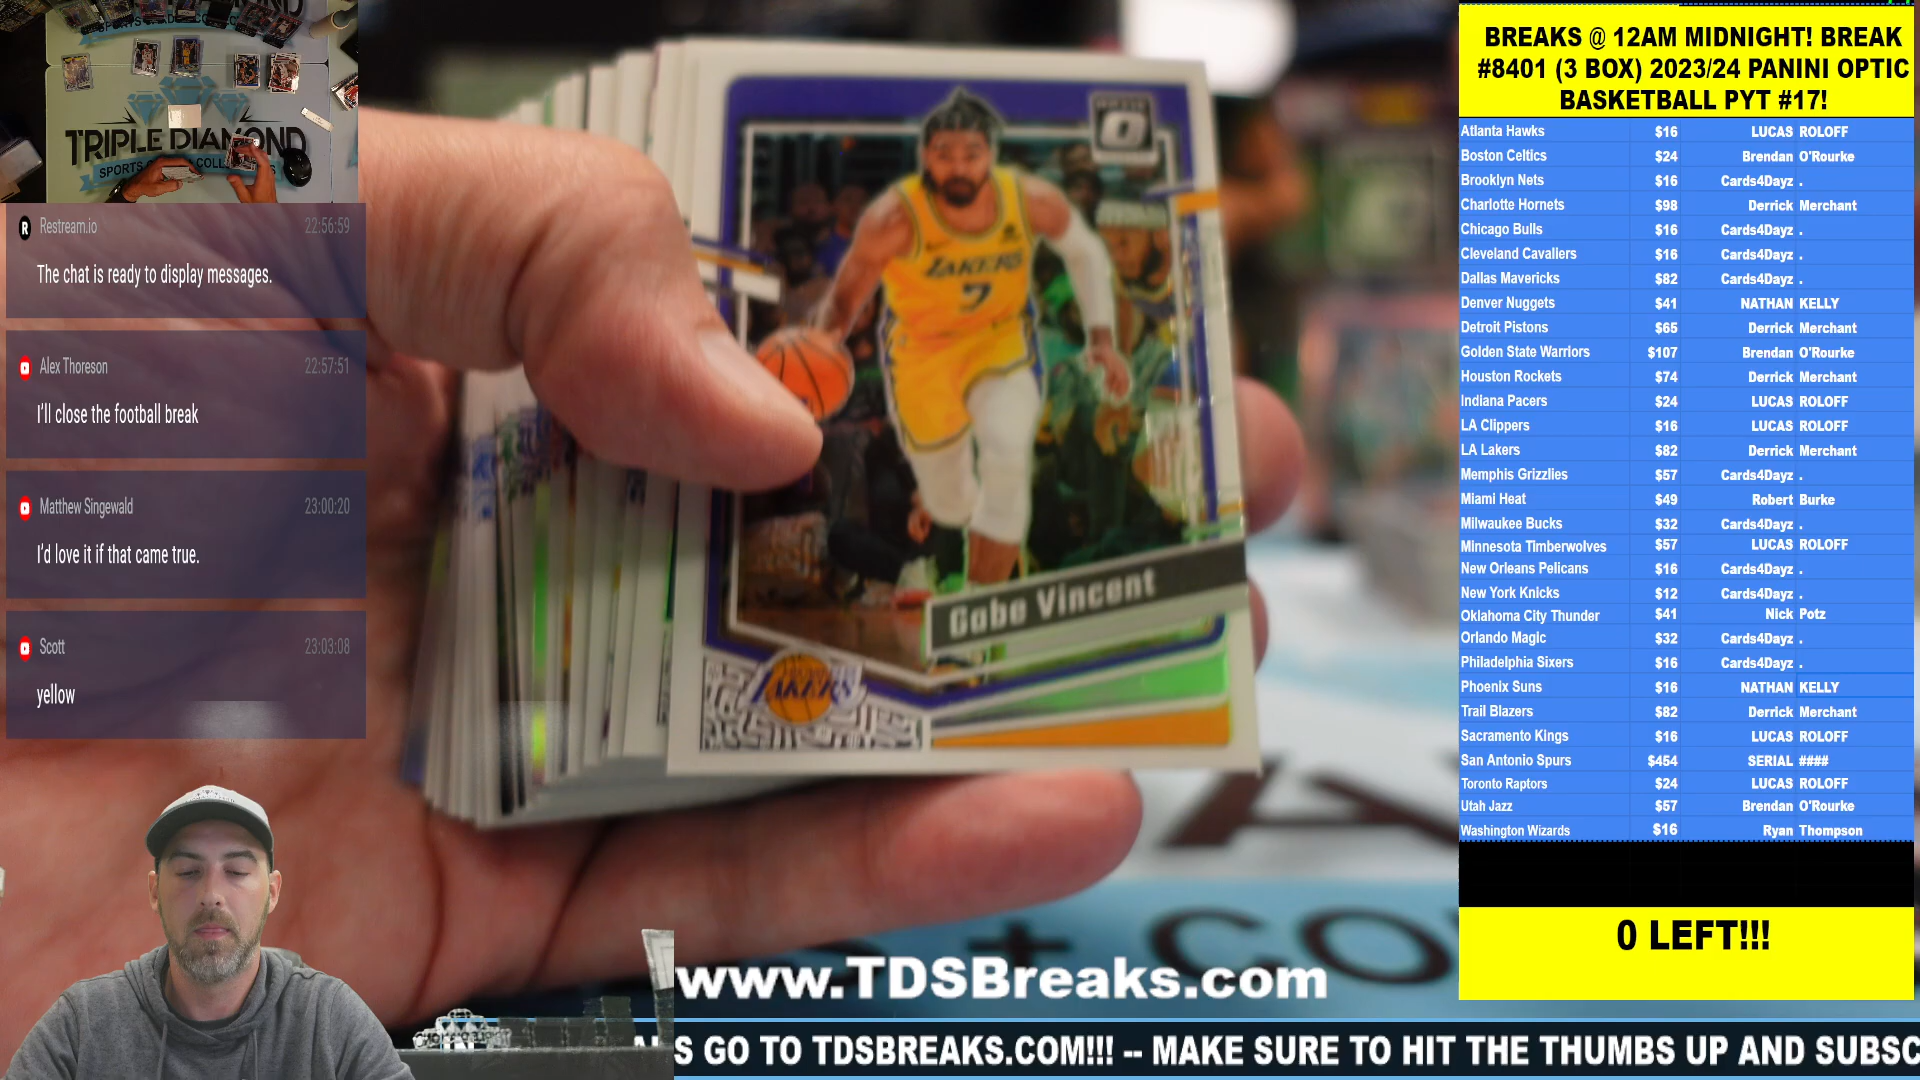 TRIPLE DIAMOND
Restream.io 22:56:59
The chat is ready to display messages.
Alex Thoreson 22:57:51
I'll close the football break
Matthew Singewald 23:00:20
I'd love it if that came true.
Scott 23:03:08
yellow
OPTIC
LAKERS
7
Gabe Vincent
LAKERS
www.TDSBreaks.com
S GO TO TDSBREAKS.COM!!! -- MAKE SURE TO HIT THE THUMBS UP AND SUBSC
BREAKS @ 12AM MIDNIGHT! BREAK
#8401 (3 BOX) 2023/24 PANINI OPTIC
BASKETBALL PYT #17!
Atlanta Hawks $16 LUCAS ROLOFF
Boston Celtics $24 Brendan O'Rourke
Brooklyn Nets $16 Cards4Dayz .
Charlotte Hornets $98 Derrick Merchant
Chicago Bulls $16 Cards4Dayz .
Cleveland Cavaliers $16 Cards4Dayz .
Dallas Mavericks $82 Cards4Dayz .
Denver Nuggets $41 NATHAN KELLY
Detroit Pistons $65 Derrick Merchant
Golden State Warriors $107 Brendan O'Rourke
Houston Rockets $74 Derrick Merchant
Indiana Pacers $24 LUCAS ROLOFF
LA Clippers $16 LUCAS ROLOFF
LA Lakers $82 Derrick Merchant
Memphis Grizzlies $57 Cards4Dayz .
Miami Heat $49 Robert Burke
Milwaukee Bucks $32 Cards4Dayz .
Minnesota Timberwolves $57 LUCAS ROLOFF
New Orleans Pelicans $16 Cards4Dayz .
New York Knicks $12 Cards4Dayz .
Oklahoma City Thunder $41 Nick Potz
Orlando Magic $32 Cards4Dayz .
Philadelphia Sixers $16 Cards4Dayz .
Phoenix Suns $16 NATHAN KELLY
Trail Blazers $82 Derrick Merchant
Sacramento Kings $16 LUCAS ROLOFF
San Antonio Spurs $454 SERIAL ####
Toronto Raptors $24 LUCAS ROLOFF
Utah Jazz $57 Brendan O'Rourke
Washington Wizards $16 Ryan Thompson
0 LEFT!!!